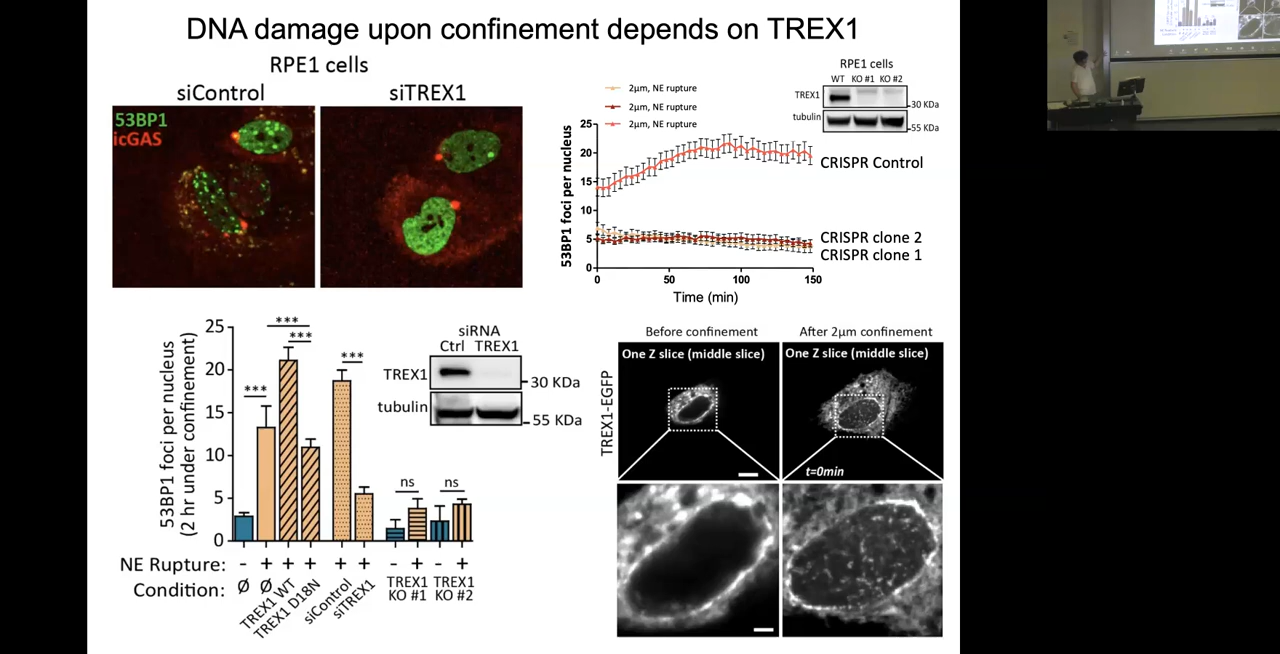 DNA damage upon confinement depends on TREX1
RPE1 cells
siControl
siTREX1
53BP1
icGAS
2µm, NE rupture
2µm, NE rupture
2µm, NE rupture
RPE1 cells
WT KO #1 KO #2
TREX1
30 KDa
tubulin
55 KDa
53BP1 foci per nucleus
25
20
15
10
5
0
0 50 100 150
Time (min)
CRISPR Control
CRISPR clone 2
CRISPR clone 1
53BP1 foci per nucleus
(2 hr under confinement)
25
20
15
10
5
0
***
***
***
***
ns
ns
NE Rupture: - + + + + + - + - +
Condition: Ø Ø TREX1 WT TREX1 D18N siControl siTREX1 TREX1 KO #1 TREX1 KO #2
siRNA
Ctrl TREX1
TREX1
30 KDa
tubulin
55 KDa
Before confinement
After 2µm confinement
TREX1-EGFP
One Z slice (middle slice)
One Z slice (middle slice)
t=0min